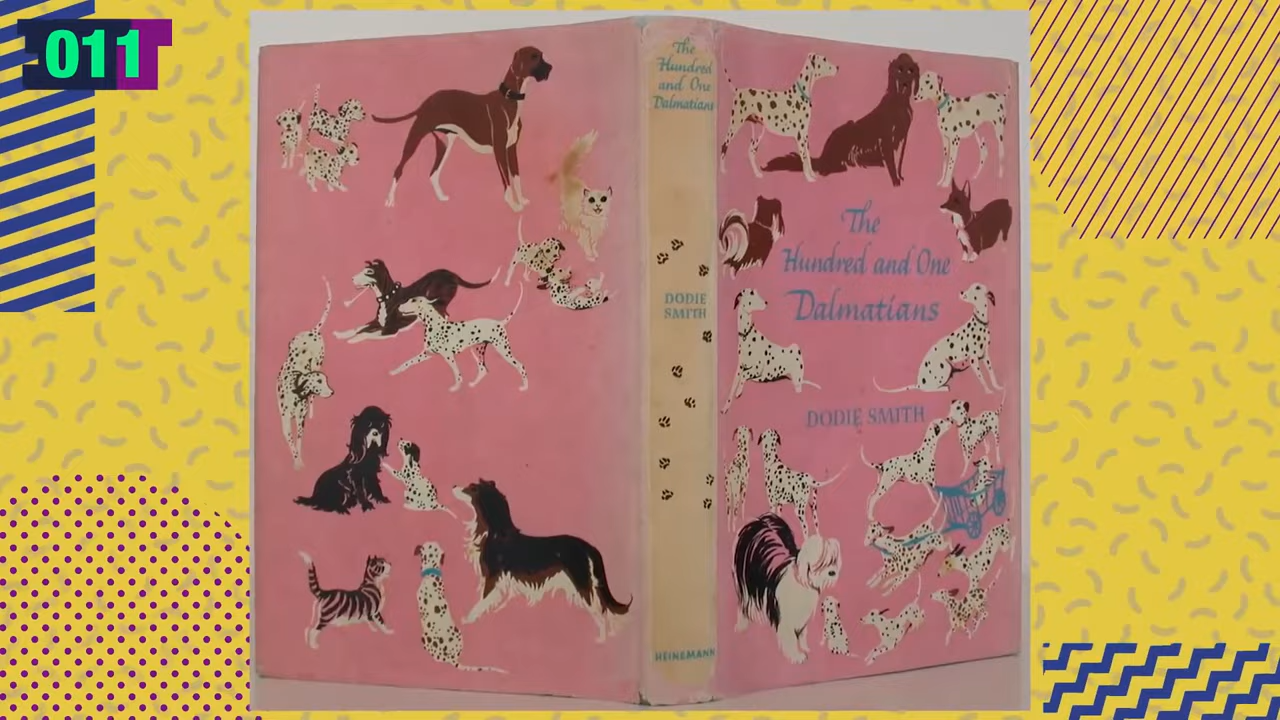 011
The
Hundred
and One
Dalmatians
DODIE
SMITH
HEINEMANN
The
Hundred and One
Dalmatians
DODIE SMITH